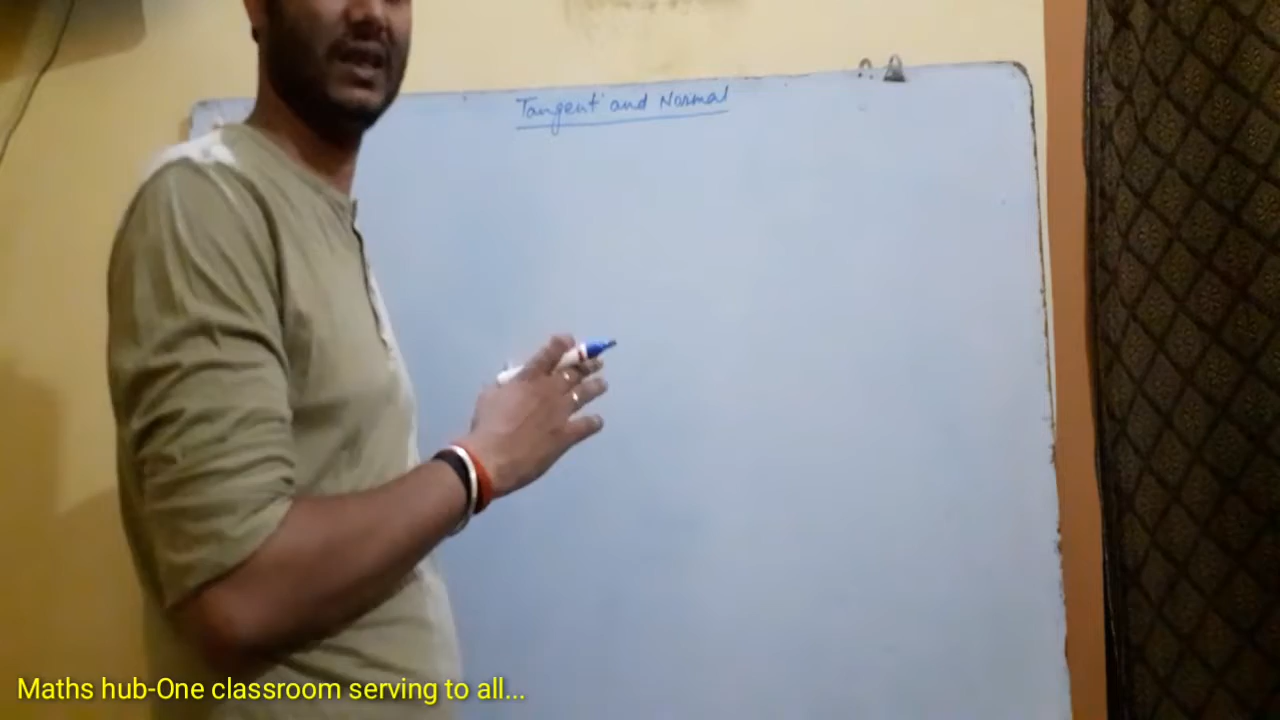 Tangent and Normal
Maths hub-One classroom serving to all...